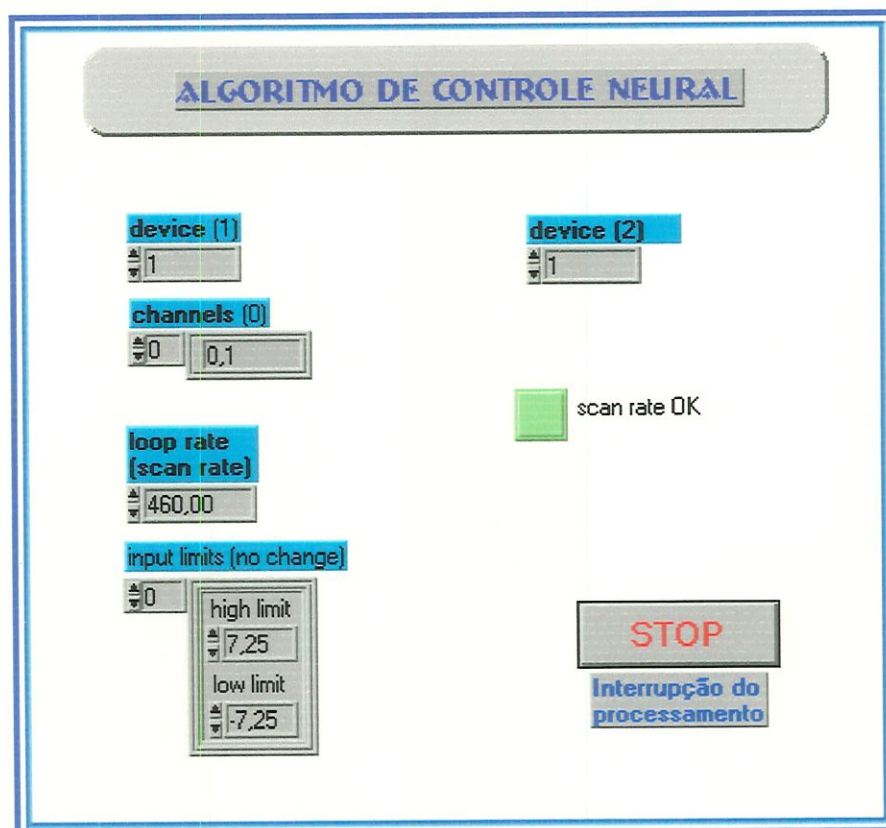 ALGORITMO DE CONTROLE NEURAL
device (1)
1
channels (0)
0
0,1
loop rate
(scan rate)
460,00
input limits (no change)
0
high limit
7,25
low limit
-7,25
device (2)
1
scan rate OK
STOP
Interrupção do
processamento